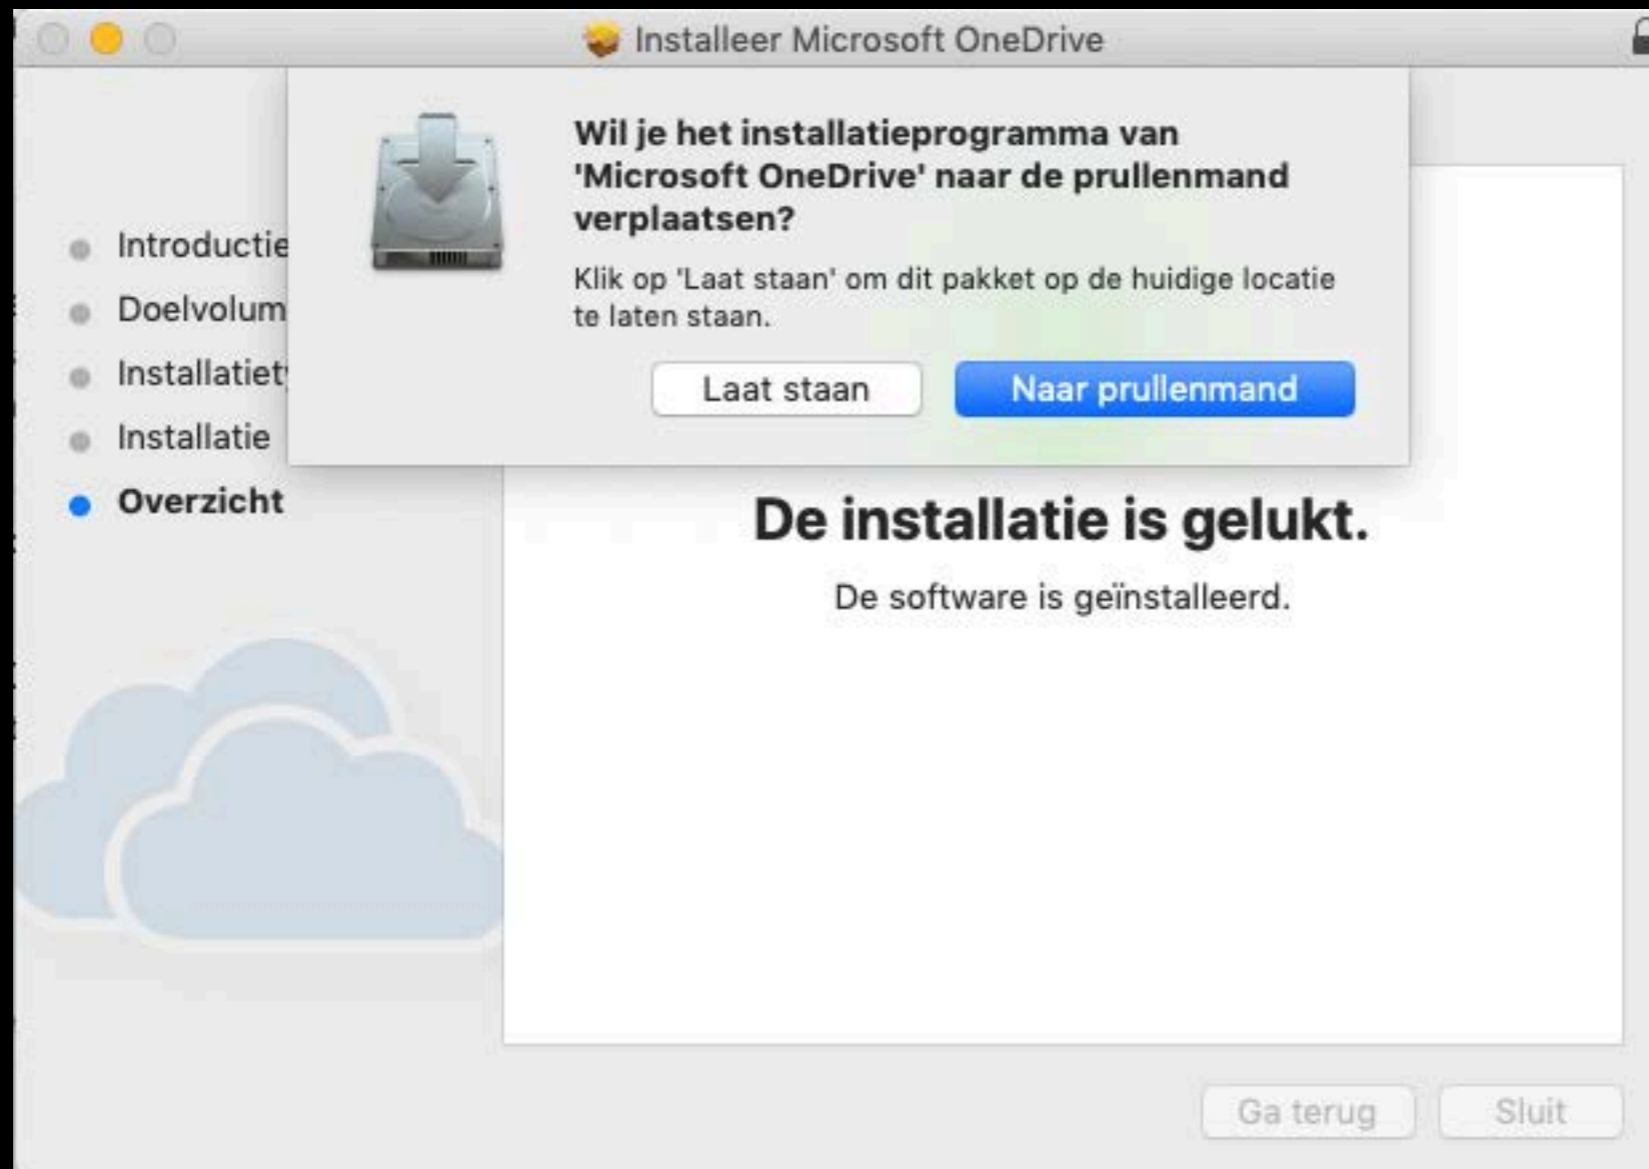 Installeer Microsoft OneDrive
Wil je het installatieprogramma van
'Microsoft OneDrive' naar de prullenmand
verplaatsen?
Klik op 'Laat staan' om dit pakket op de huidige locatie
te laten staan.
Laat staan
Naar prullenmand
Introductie
Doelvolum
Installatiet
Installatie
Overzicht
De installatie is gelukt.
De software is geïnstalleerd.
Ga terug
Sluit